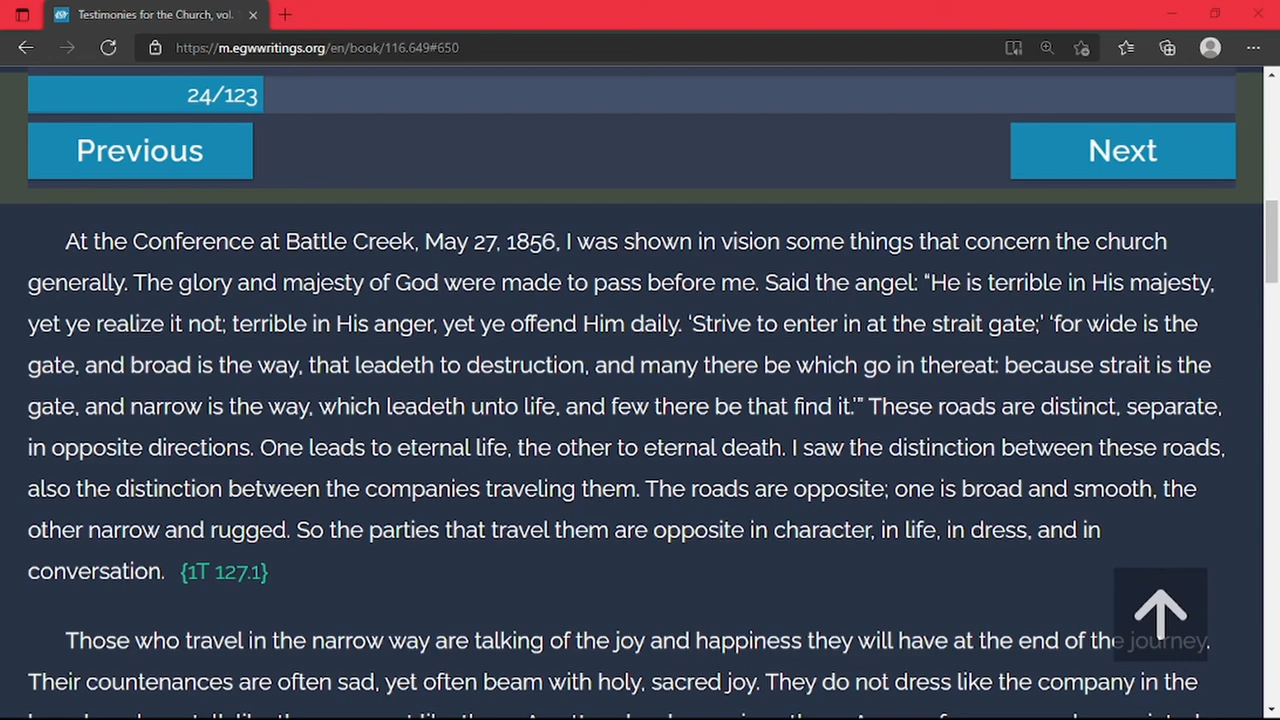 Testimonies for the Church, vol.
https://m.egwwritings.org/en/book/116.649#650
24/123
Previous
Next
At the Conference at Battle Creek, May 27, 1856, I was shown in vision some things that concern the church
generally. The glory and majesty of God were made to pass before me. Said the angel: “He is terrible in His majesty,
yet ye realize it not; terrible in His anger, yet ye offend Him daily. ‘Strive to enter in at the strait gate;’ ‘for wide is the
gate, and broad is the way, that leadeth to destruction, and many there be which go in thereat: because strait is the
gate, and narrow is the way, which leadeth unto life, and few there be that find it.’” These roads are distinct, separate,
in opposite directions. One leads to eternal life, the other to eternal death. I saw the distinction between these roads,
also the distinction between the companies traveling them. The roads are opposite; one is broad and smooth, the
other narrow and rugged. So the parties that travel them are opposite in character, in life, in dress, and in
conversation. {1T 127.1}
Those who travel in the narrow way are talking of the joy and happiness they will have at the end of the journey.
Their countenances are often sad, yet often beam with holy, sacred joy. They do not dress like the company in the